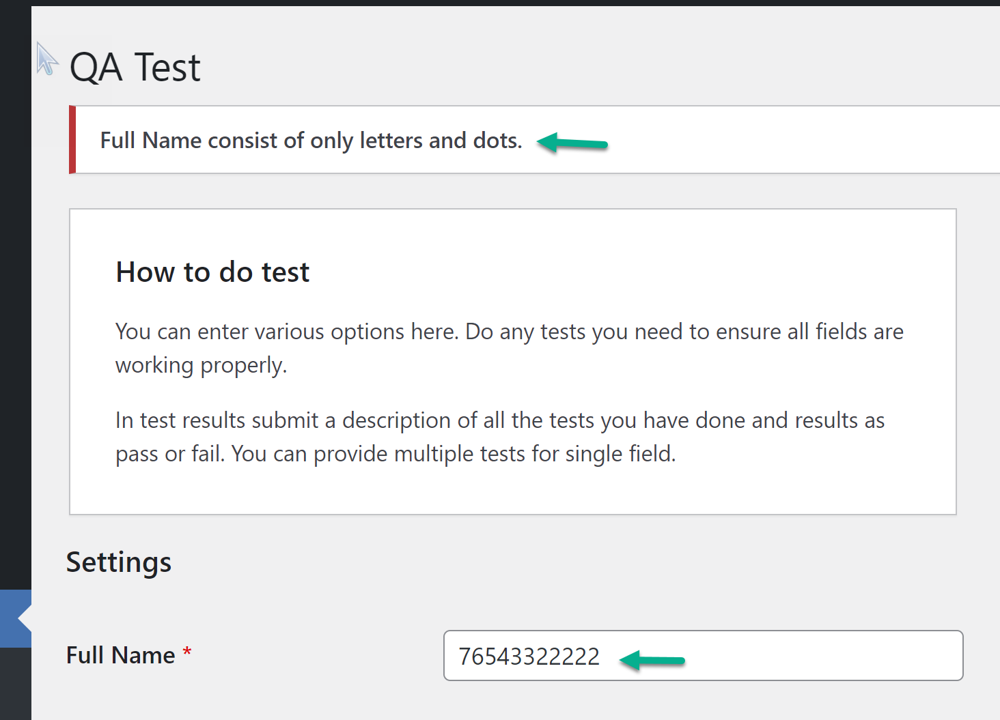 QA Test
Full Name consist of only letters and dots.
How to do test
You can enter various options here. Do any tests you need to ensure all fields are
working properly.
In test results submit a description of all the tests you have done and results as
pass or fail. You can provide multiple tests for single field.
Settings
Full Name *
76543322222